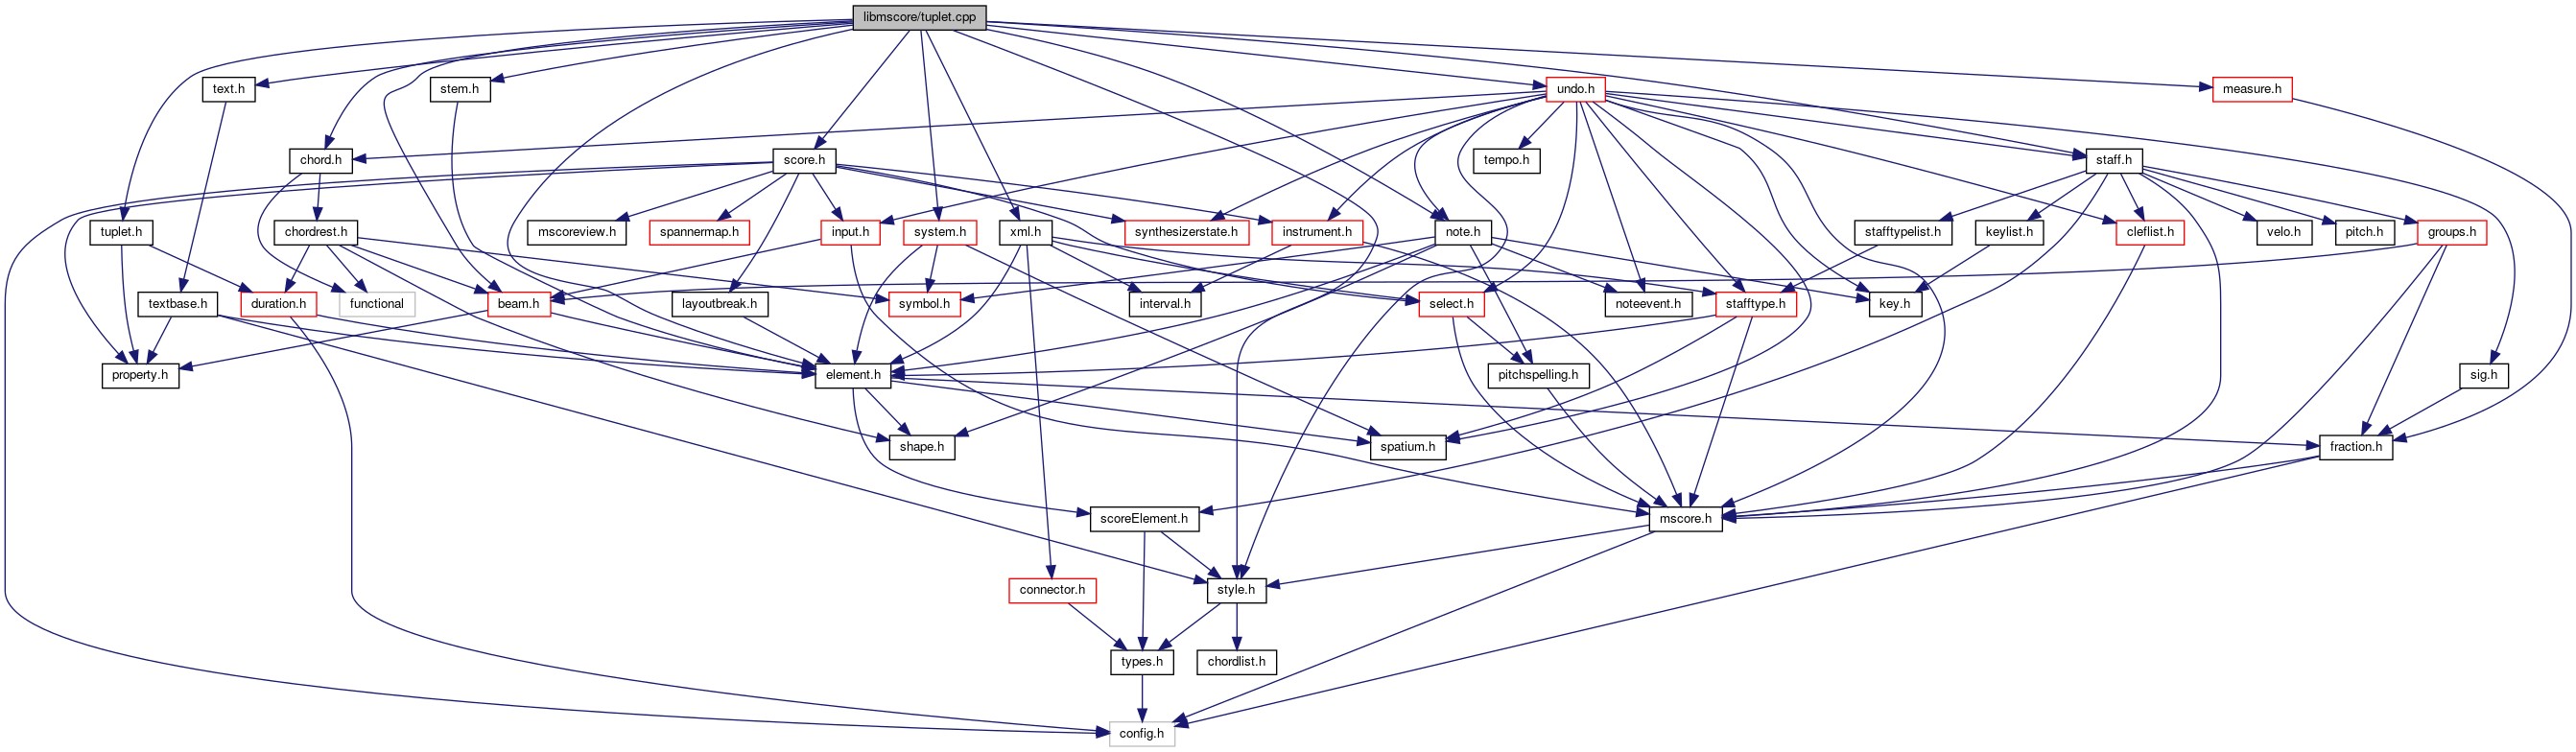 libmscore/tuplet.cpp
text.h
stem.h
undo.h
measure.h
chord.h
score.h
tempo.h
staff.h
tuplet.h
chordrest.h
mscoreview.h
spannermap.h
input.h
system.h
xml.h
synthesizerstate.h
instrument.h
note.h
stafftypelist.h
keylist.h
cleflist.h
velo.h
pitch.h
groups.h
textbase.h
duration.h
functional
beam.h
layoutbreak.h
symbol.h
interval.h
select.h
noteevent.h
stafftype.h
key.h
property.h
element.h
pitchspelling.h
sig.h
shape.h
spatium.h
fraction.h
scoreElement.h
mscore.h
connector.h
style.h
types.h
chordlist.h
config.h